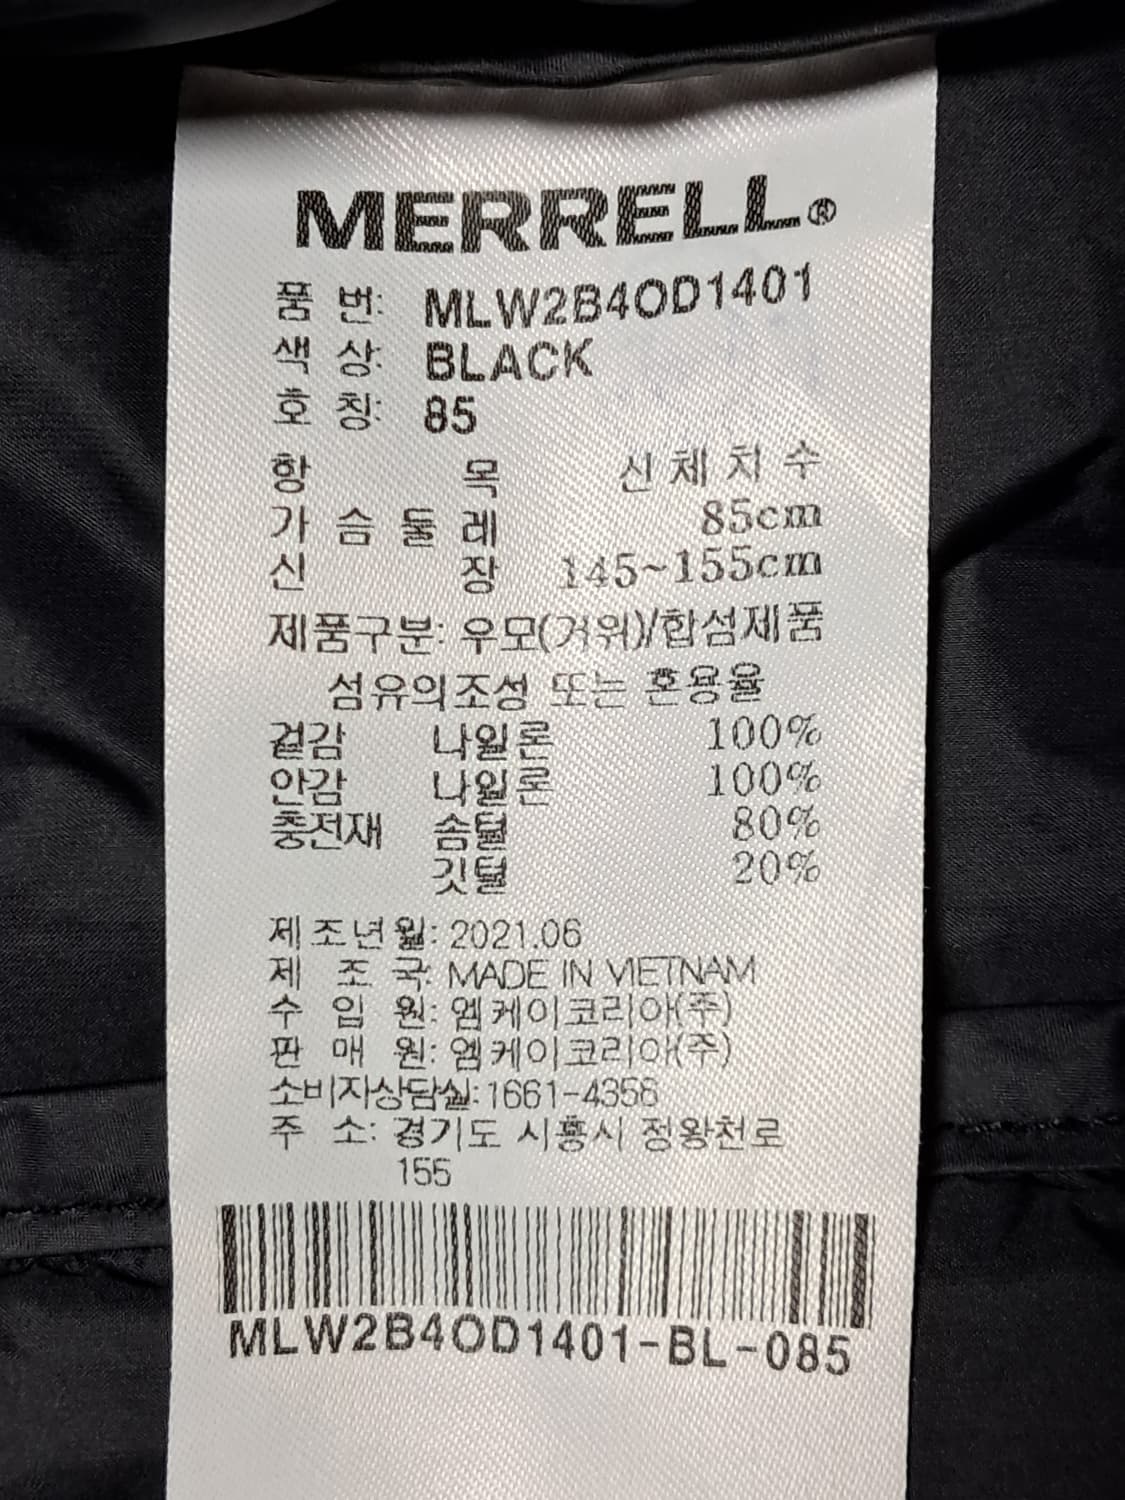 MERRELL®
품 번: MLW2B4OD1401
색 상: BLACK
호 칭: 85
항 목 신체치수
가 슴 둘 레 85cm
신 장 145~155cm
제품구분: 우모(거위)/합섬제품
섬유의조성 또는 혼용율
겉감 나일론 100%
안감 나일론 100%
충전재 솜털 80%
깃털 20%
제조년월: 2021.06
제 조 국: MADE IN VIETNAM
수 입 원: 엠케이코리아(주)
판 매 원: 엠케이코리아(주)
소비자상담실:1661-4356
주 소: 경기도 시흥시 정왕천로
155
MLW2B4OD1401-BL-085